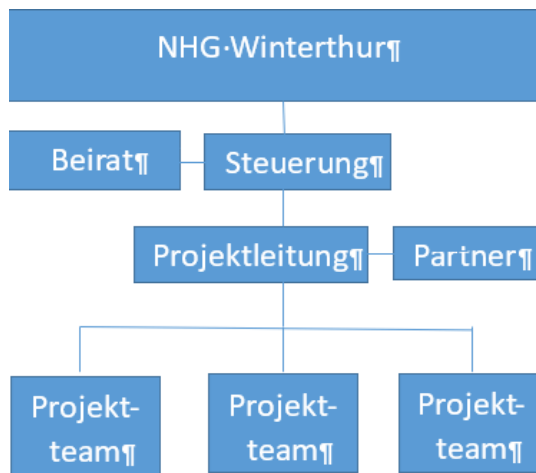 NHG·Winterthur¶
Beirat¶
Steuerung¶
Projektleitung¶
Partner¶
Projekt-
team¶
Projekt-
team¶
Projekt-
team¶